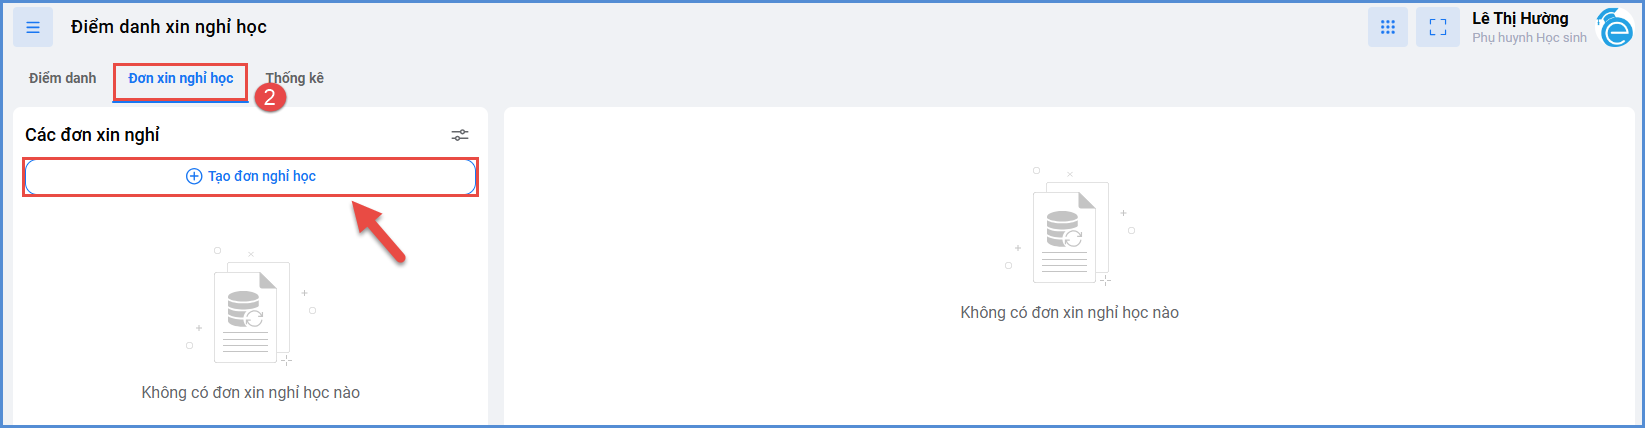 Điểm danh xin nghỉ học
Lê Thị Hường
Phụ huynh Học sinh
Điểm danh
Đơn xin nghỉ học
Thống kê
2
Các đơn xin nghỉ
Tạo đơn nghỉ học
Không có đơn xin nghỉ học nào
Không có đơn xin nghỉ học nào